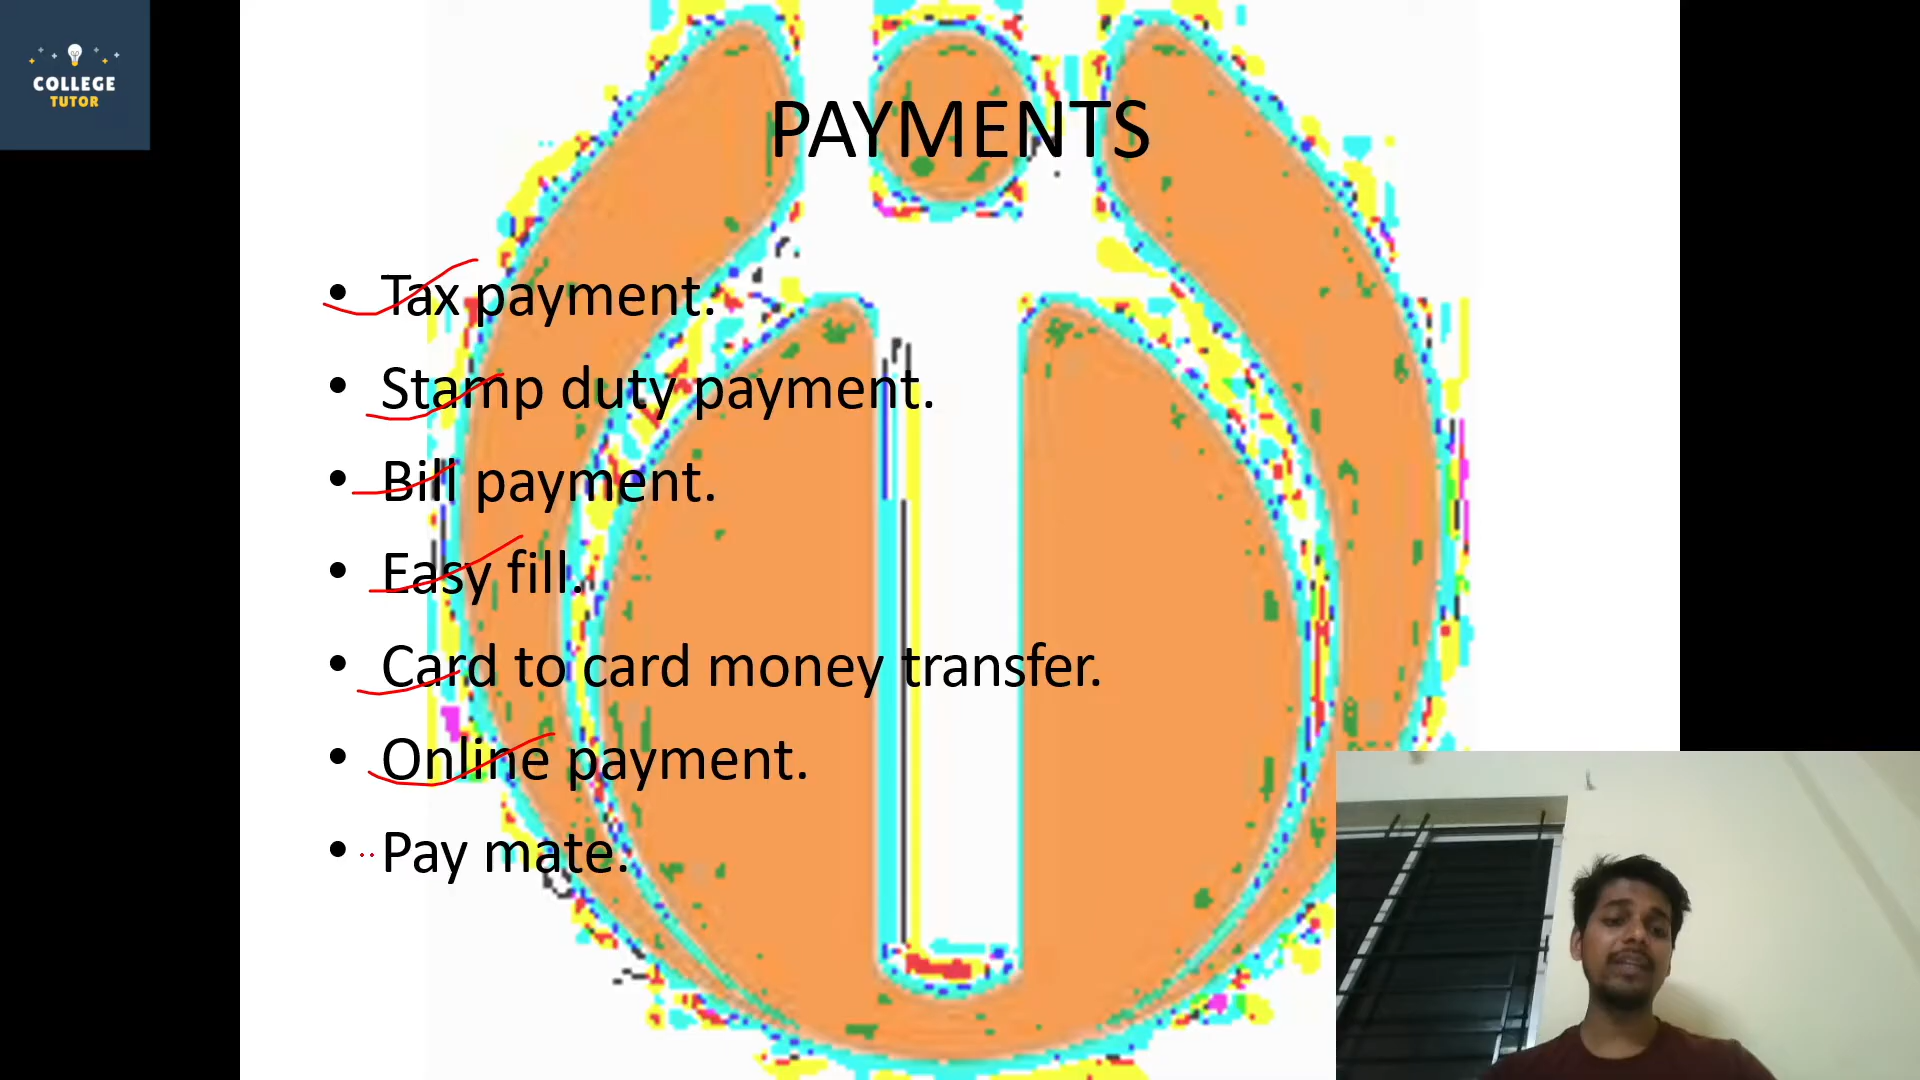 COLLEGE
TUTOR
PAYMENTS
• Tax payment.
• Stamp duty payment.
• Bill payment.
• Easy fill.
• Card to card money transfer.
• Online payment.
• Pay mate.